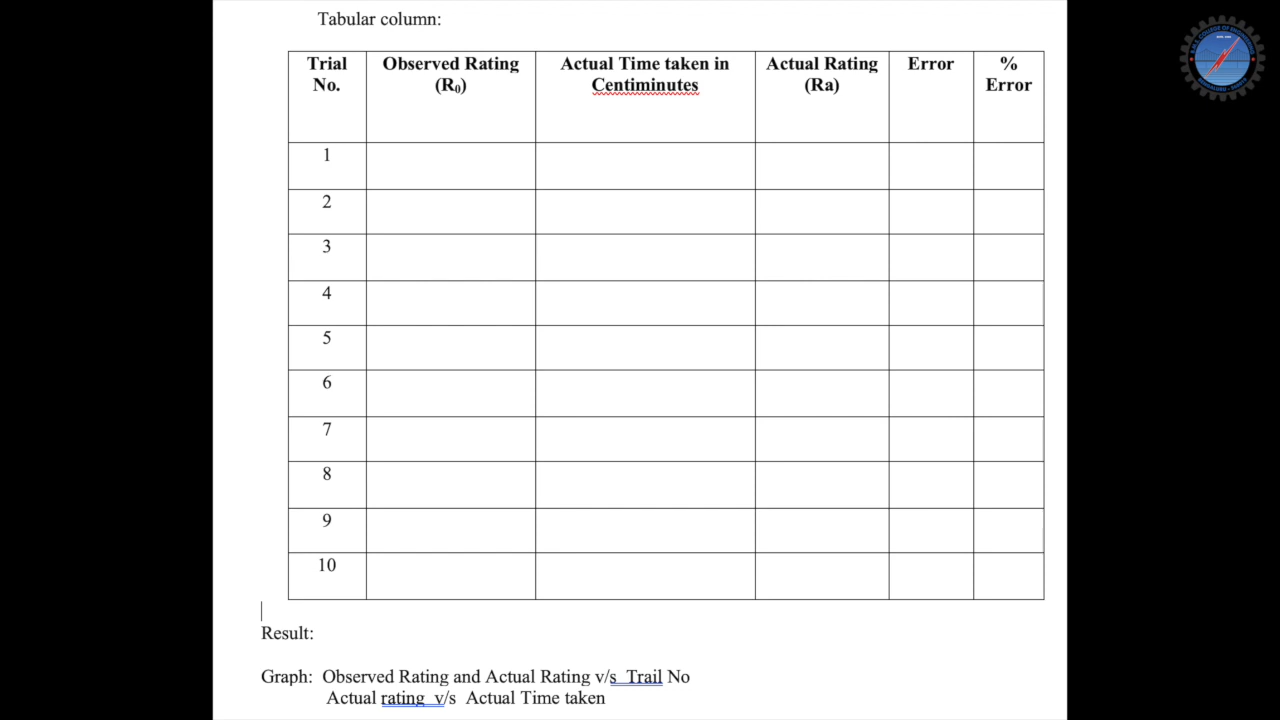 Tabular column:
Trial No. Observed Rating (R₀) Actual Time taken in Centiminutes Actual Rating (Ra) Error % Error
1
2
3
4
5
6
7
8
9
10
Result:
Graph: Observed Rating and Actual Rating v/s Trail No
Actual rating v/s Actual Time taken